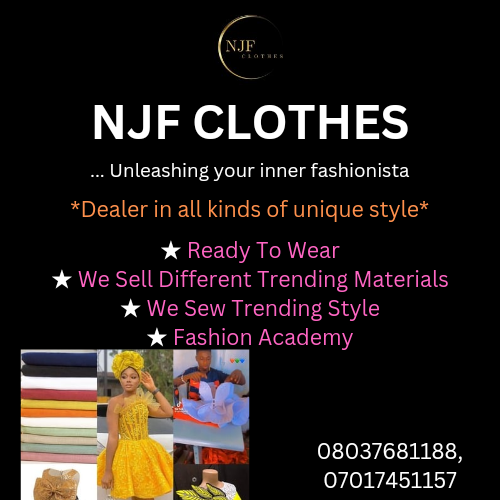 NJF
CLOTHES
NJF CLOTHES
... Unleashing your inner fashionista
*Dealer in all kinds of unique style*
★ Ready To Wear
★ We Sell Different Trending Materials
★ We Sew Trending Style
★ Fashion Academy
08037681188,
07017451157